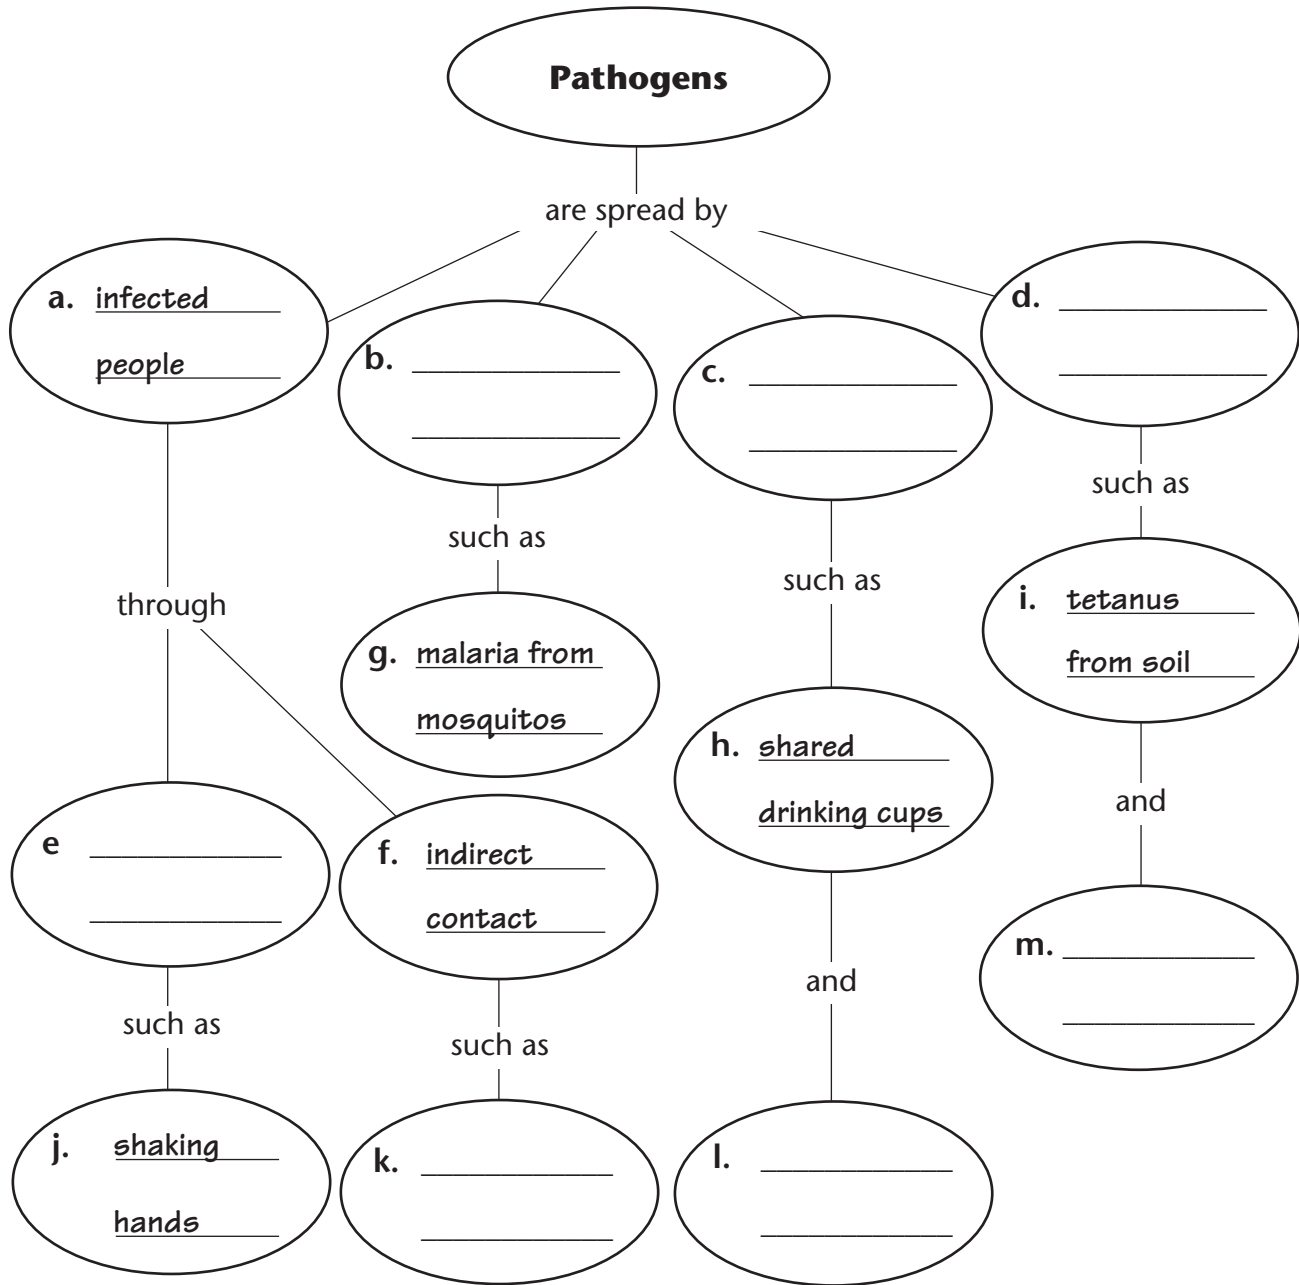 Pathogens
are spread by
a. infected
people
b.
c.
d.
such as
such as
such as
through
g. malaria from
mosquitos
i. tetanus
from soil
h. shared
drinking cups
and
e
f. indirect
contact
m.
and
such as
such as
j. shaking
hands
k.
l.